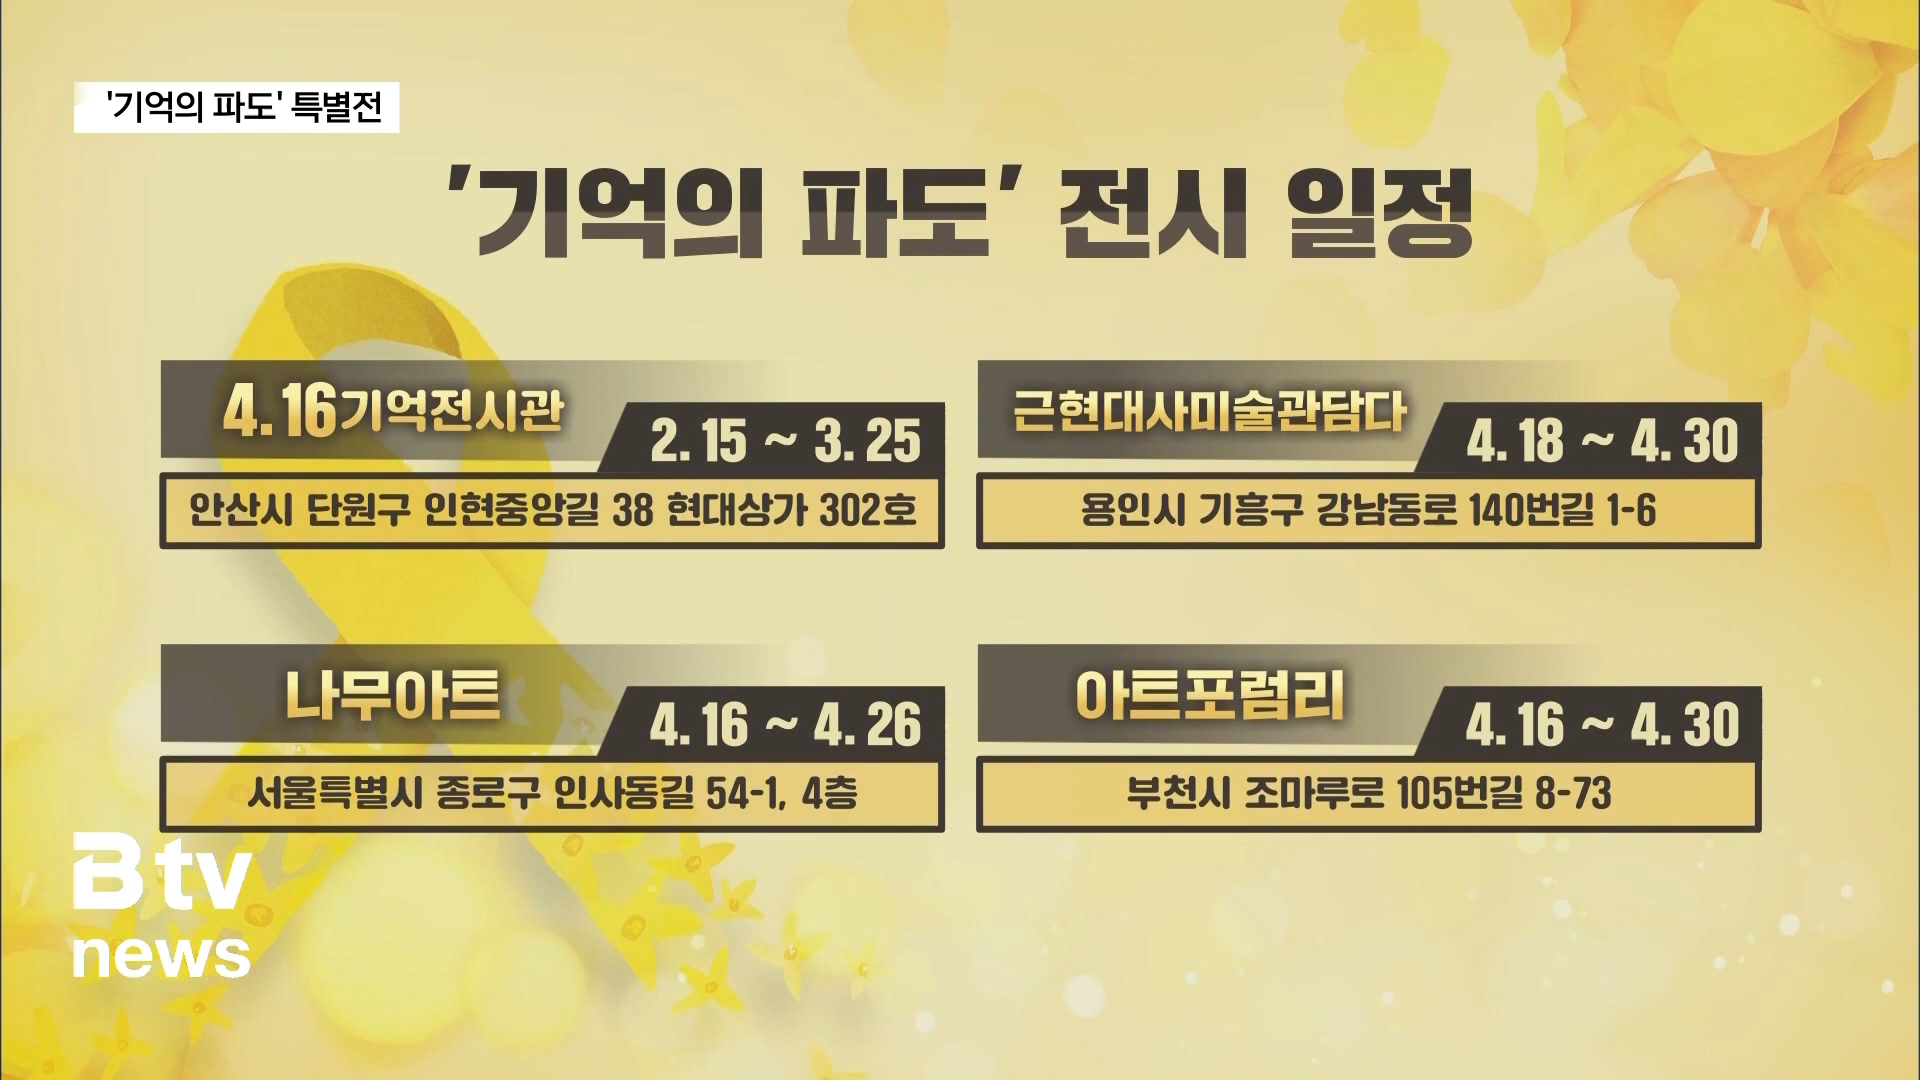 '기억의 파도' 특별전
'기억의 파도' 전시 일정
4.16기억전시관
2.15 ~ 3.25
안산시 단원구 인현중앙길 38 현대상가 302호
근현대사미술관담다
4.18 ~ 4.30
용인시 기흥구 강남동로 140번길 1-6
나무아트
4.16 ~ 4.26
서울특별시 종로구 인사동길 54-1, 4층
아트포럼리
4.16 ~ 4.30
부천시 조마루로 105번길 8-73
B tv
news